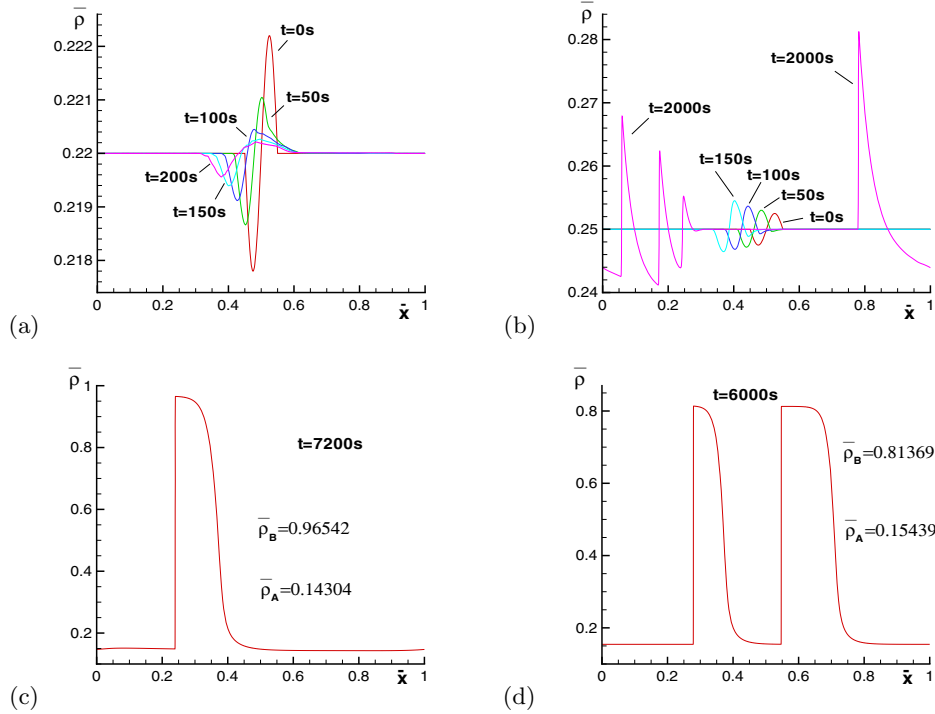 ρ̅
0.222
0.221
0.22
0.219
0.218
0 0.2 0.4 0.6 0.8 1
x̄
t=0s
t=50s
t=100s
t=200s
t=150s
(a)
ρ̅
0.28
0.27
0.26
0.25
0.24
0 0.2 0.4 0.6 0.8 1
x̄
t=2000s
t=2000s
t=150s
t=100s
t=50s
t=0s
(b)
ρ̅
1
0.8
0.6
0.4
0.2
0 0.2 0.4 0.6 0.8 1
x̄
t=7200s
ρ̅B=0.96542
ρ̅A=0.14304
(c)
ρ̅
0.8
0.6
0.4
0.2
0 0.2 0.4 0.6 0.8 1
x̄
t=6000s
ρ̅B=0.81369
ρ̅A=0.15439
(d)